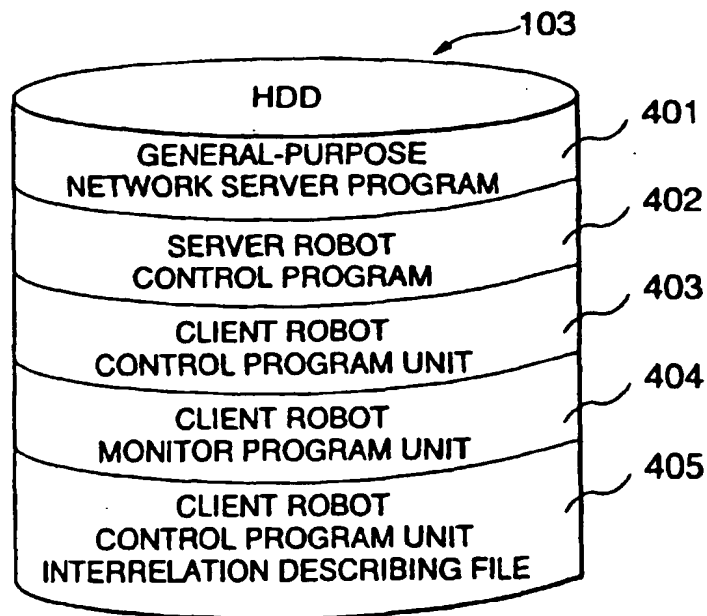 103
HDD
GENERAL-PURPOSE
NETWORK SERVER PROGRAM
401
SERVER ROBOT
CONTROL PROGRAM
402
CLIENT ROBOT
CONTROL PROGRAM UNIT
403
CLIENT ROBOT
MONITOR PROGRAM UNIT
404
CLIENT ROBOT
CONTROL PROGRAM UNIT
INTERRELATION DESCRIBING FILE
405